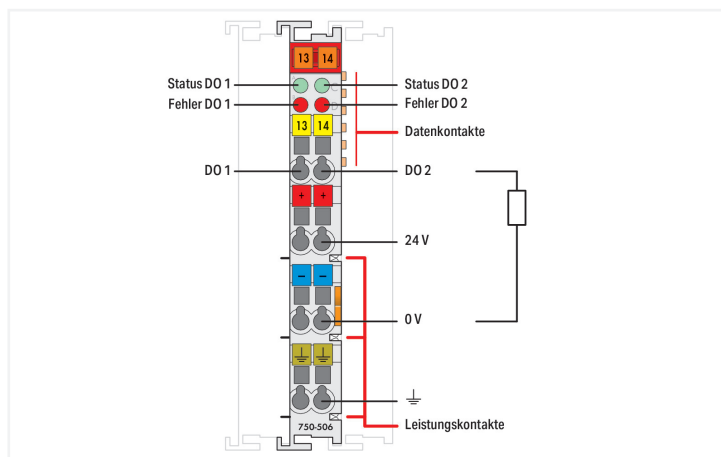 13 14
Status DO 1
Status DO 2
Fehler DO 1
Fehler DO 2
13 14
Datenkontakte
DO 1
DO 2
+ +
24 V
– –
0 V
Leistungskontakte
750-506